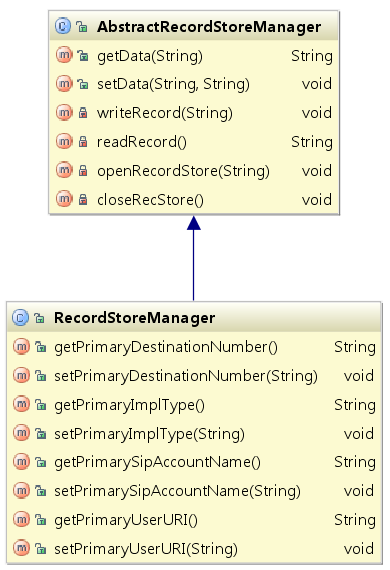 C AbstractRecordStoreManager
m getData(String) String
m setData(String, String) void
m writeRecord(String) void
m readRecord() String
m openRecordStore(String) void
m closeRecStore() void
C RecordStoreManager
m getPrimaryDestinationNumber() String
m setPrimaryDestinationNumber(String) void
m getPrimaryImplType() String
m setPrimaryImplType(String) void
m getPrimarySipAccountName() String
m setPrimarySipAccountName(String) void
m getPrimaryUserURI() String
m setPrimaryUserURI(String) void